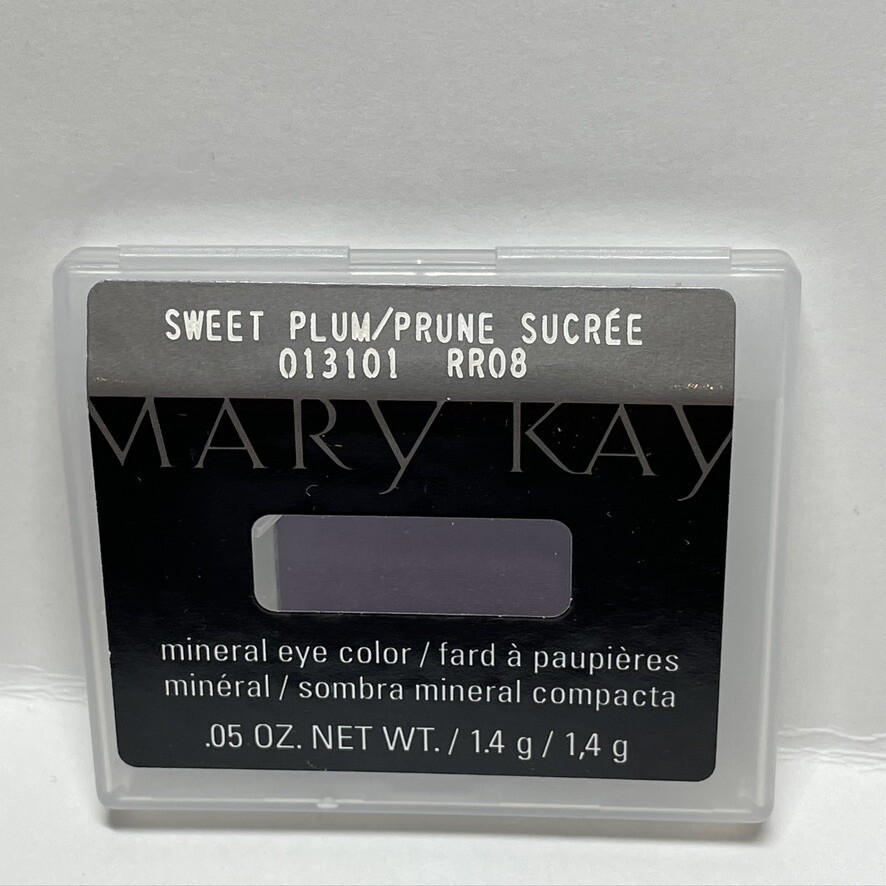 SWEET PLUM/PRUNE SUCRÉE
013101 RR08
MARY KAY
mineral eye color / fard à paupières
minéral / sombra mineral compacta
.05 OZ. NET WT. / 1.4 g / 1,4 g